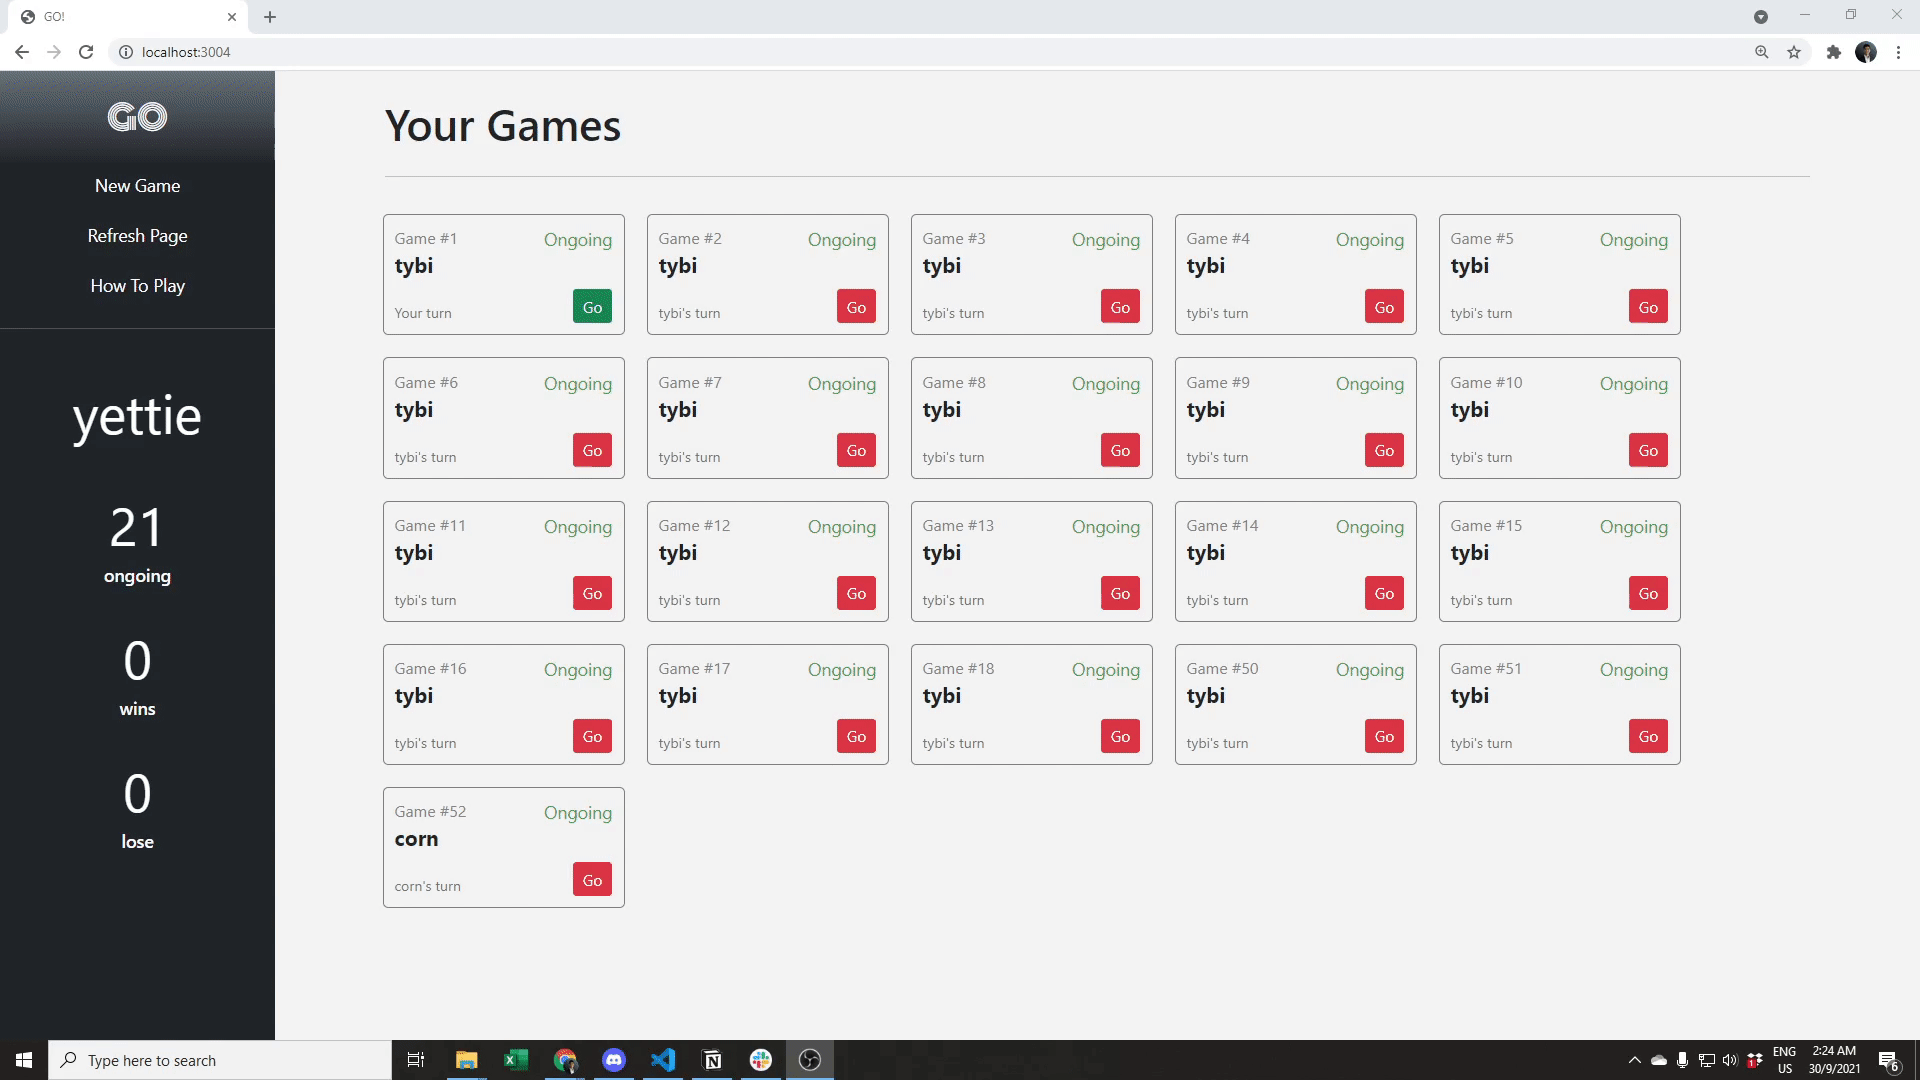 GO!
localhost:3004
GO
New Game
Refresh Page
How To Play
yettie
21
ongoing
0
wins
0
lose
Your Games
Game #1 Ongoing
tybi
Your turn Go
Game #2 Ongoing
tybi
tybi's turn Go
Game #3 Ongoing
tybi
tybi's turn Go
Game #4 Ongoing
tybi
tybi's turn Go
Game #5 Ongoing
tybi
tybi's turn Go
Game #6 Ongoing
tybi
tybi's turn Go
Game #7 Ongoing
tybi
tybi's turn Go
Game #8 Ongoing
tybi
tybi's turn Go
Game #9 Ongoing
tybi
tybi's turn Go
Game #10 Ongoing
tybi
tybi's turn Go
Game #11 Ongoing
tybi
tybi's turn Go
Game #12 Ongoing
tybi
tybi's turn Go
Game #13 Ongoing
tybi
tybi's turn Go
Game #14 Ongoing
tybi
tybi's turn Go
Game #15 Ongoing
tybi
tybi's turn Go
Game #16 Ongoing
tybi
tybi's turn Go
Game #17 Ongoing
tybi
tybi's turn Go
Game #18 Ongoing
tybi
tybi's turn Go
Game #50 Ongoing
tybi
tybi's turn Go
Game #51 Ongoing
tybi
tybi's turn Go
Game #52 Ongoing
corn
corn's turn Go
Type here to search
ENG
US
2:24 AM
30/9/2021
6